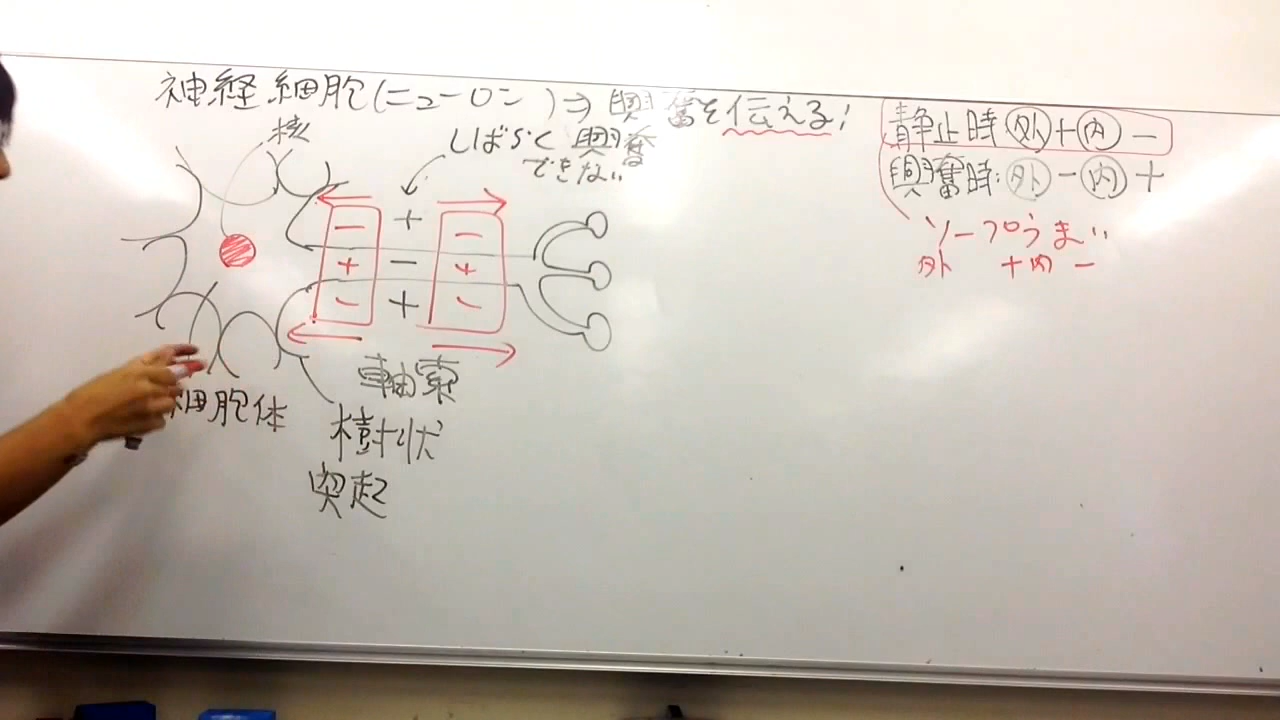 神経細胞(ニューロン)⇒興奮を伝える!
核
しばらく興奮
できない
静止時 外+内-
興奮時:外-内+
ソープうまい
外 +内-
- + -
+ - +
- + -
軸索
細胞体
樹状
突起